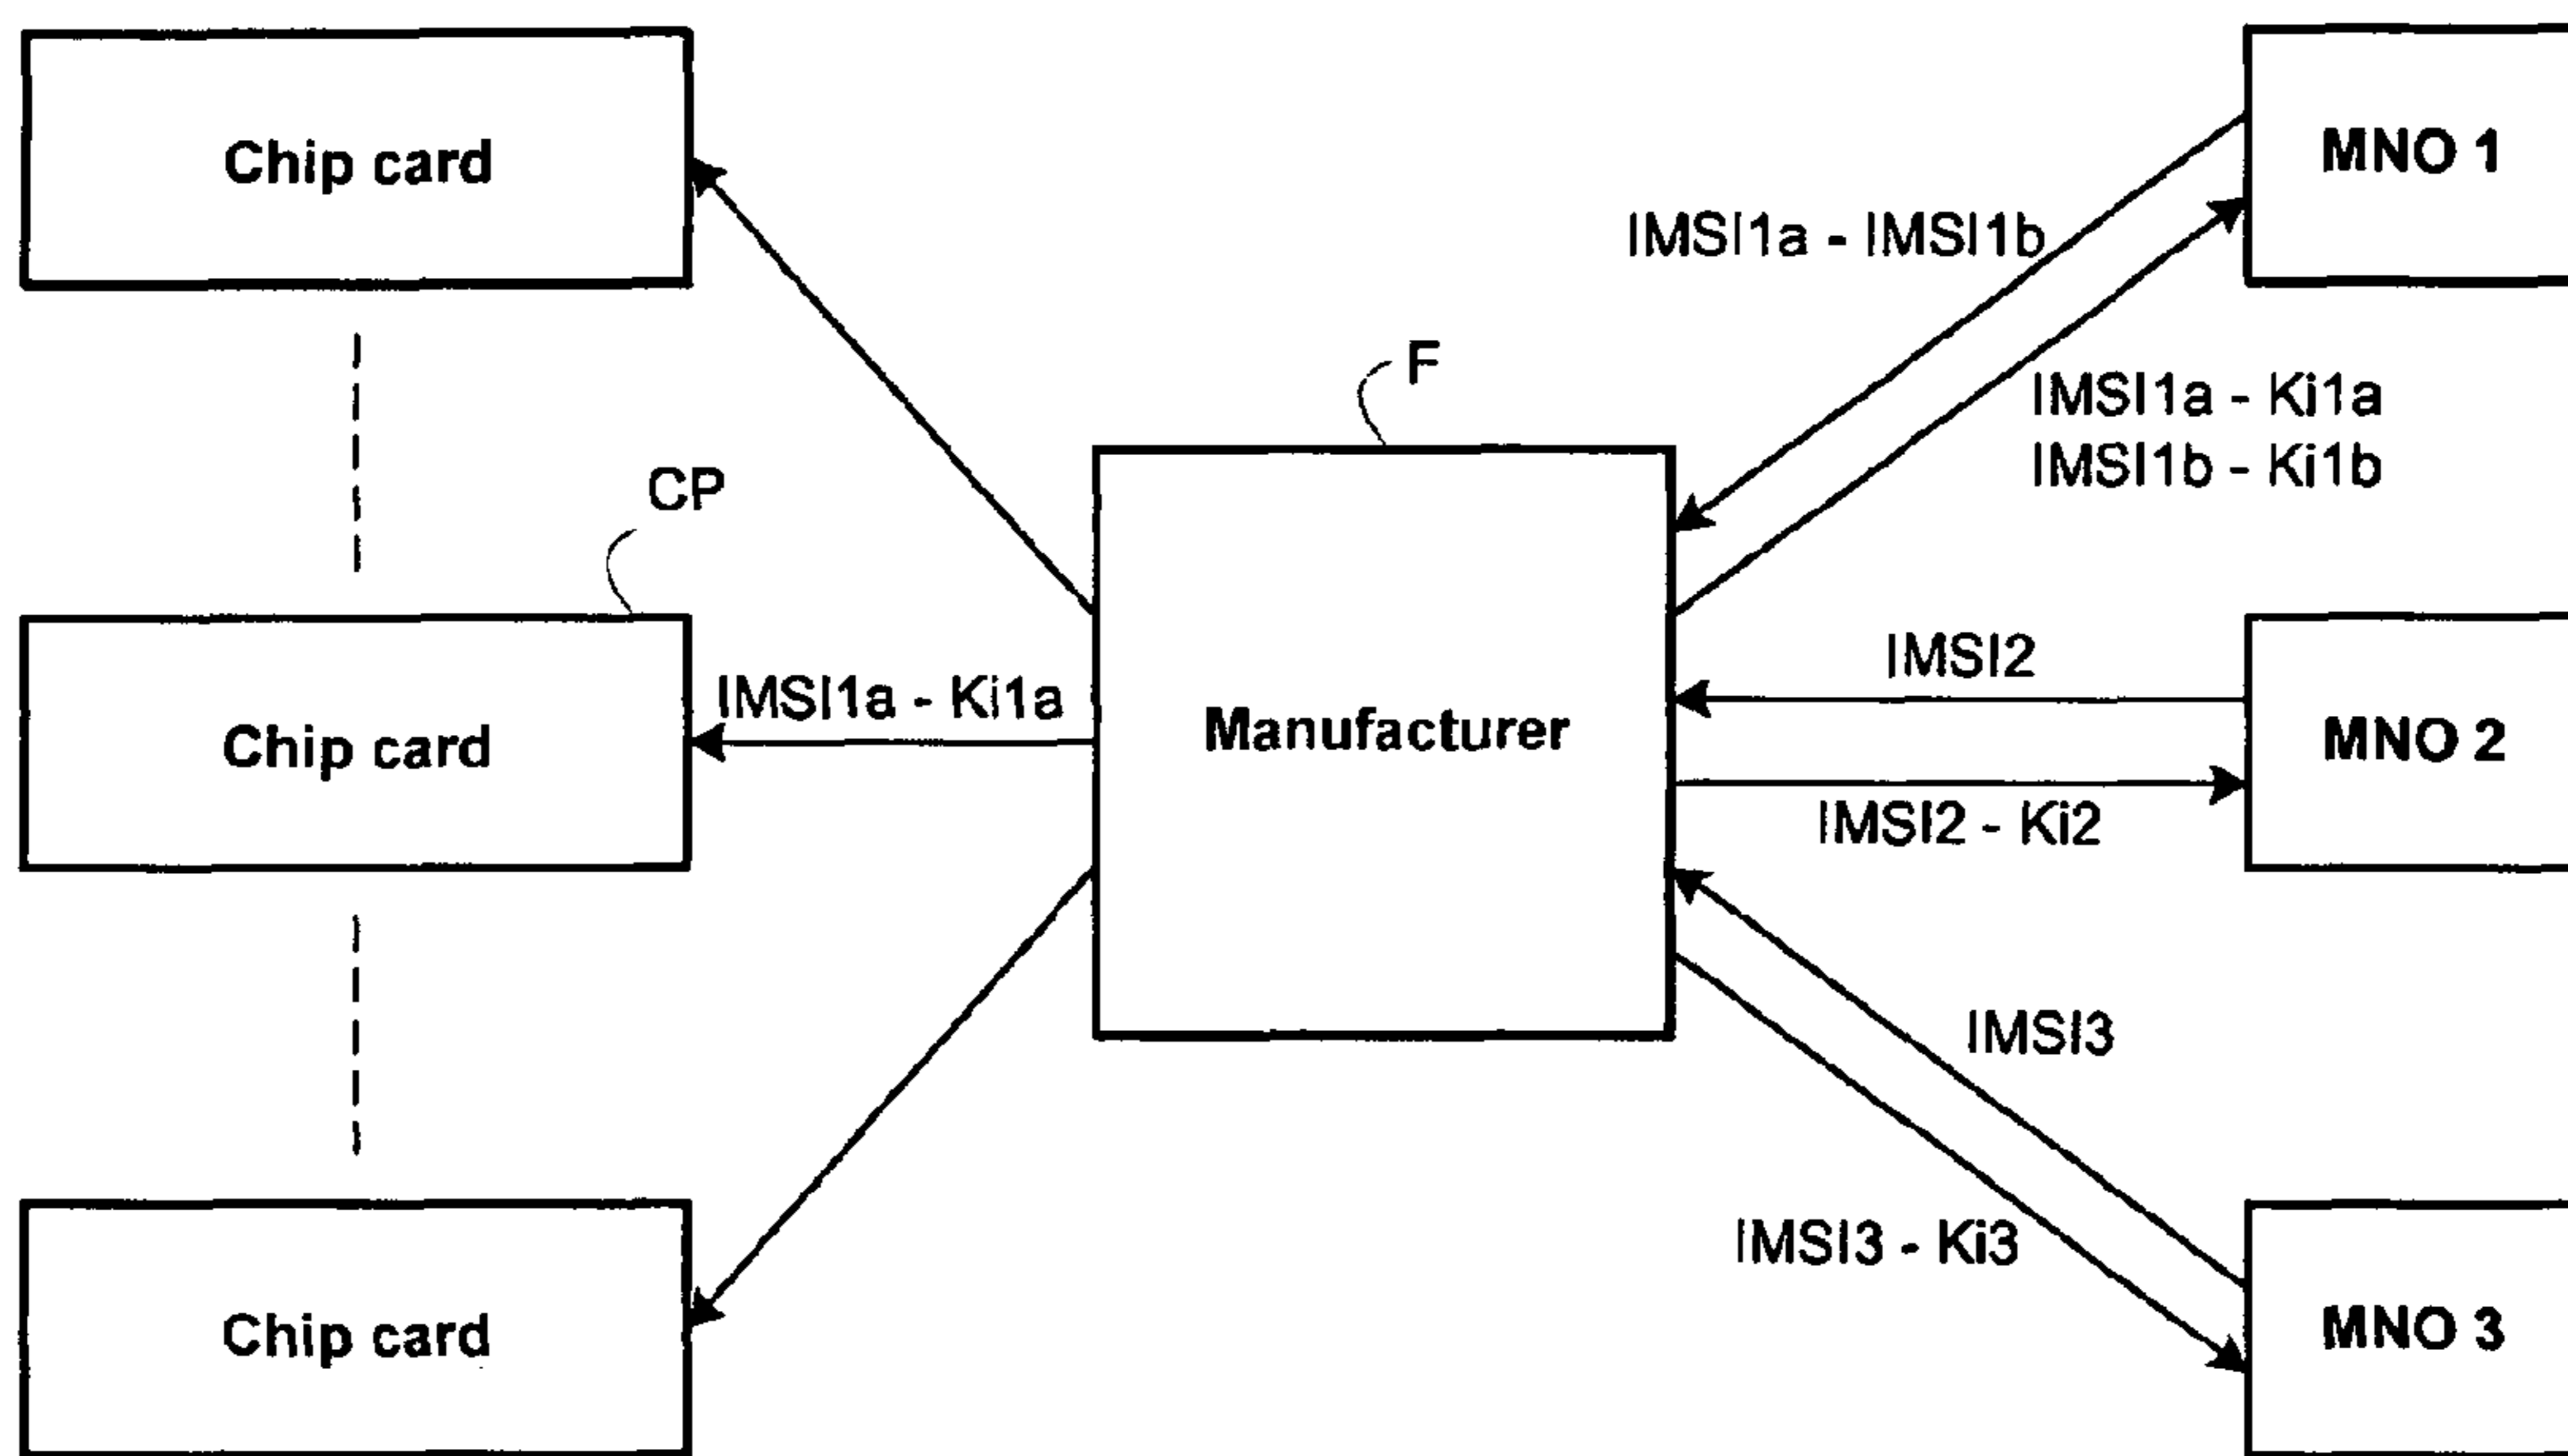 Chip card
MNO 1
IMSI1a - IMSI1b
F
IMSI1a - Ki1a
IMSI1b - Ki1b
CP
IMSI2
IMSI1a - Ki1a
Chip card
Manufacturer
MNO 2
IMSI2 - Ki2
IMSI3
IMSI3 - Ki3
Chip card
MNO 3